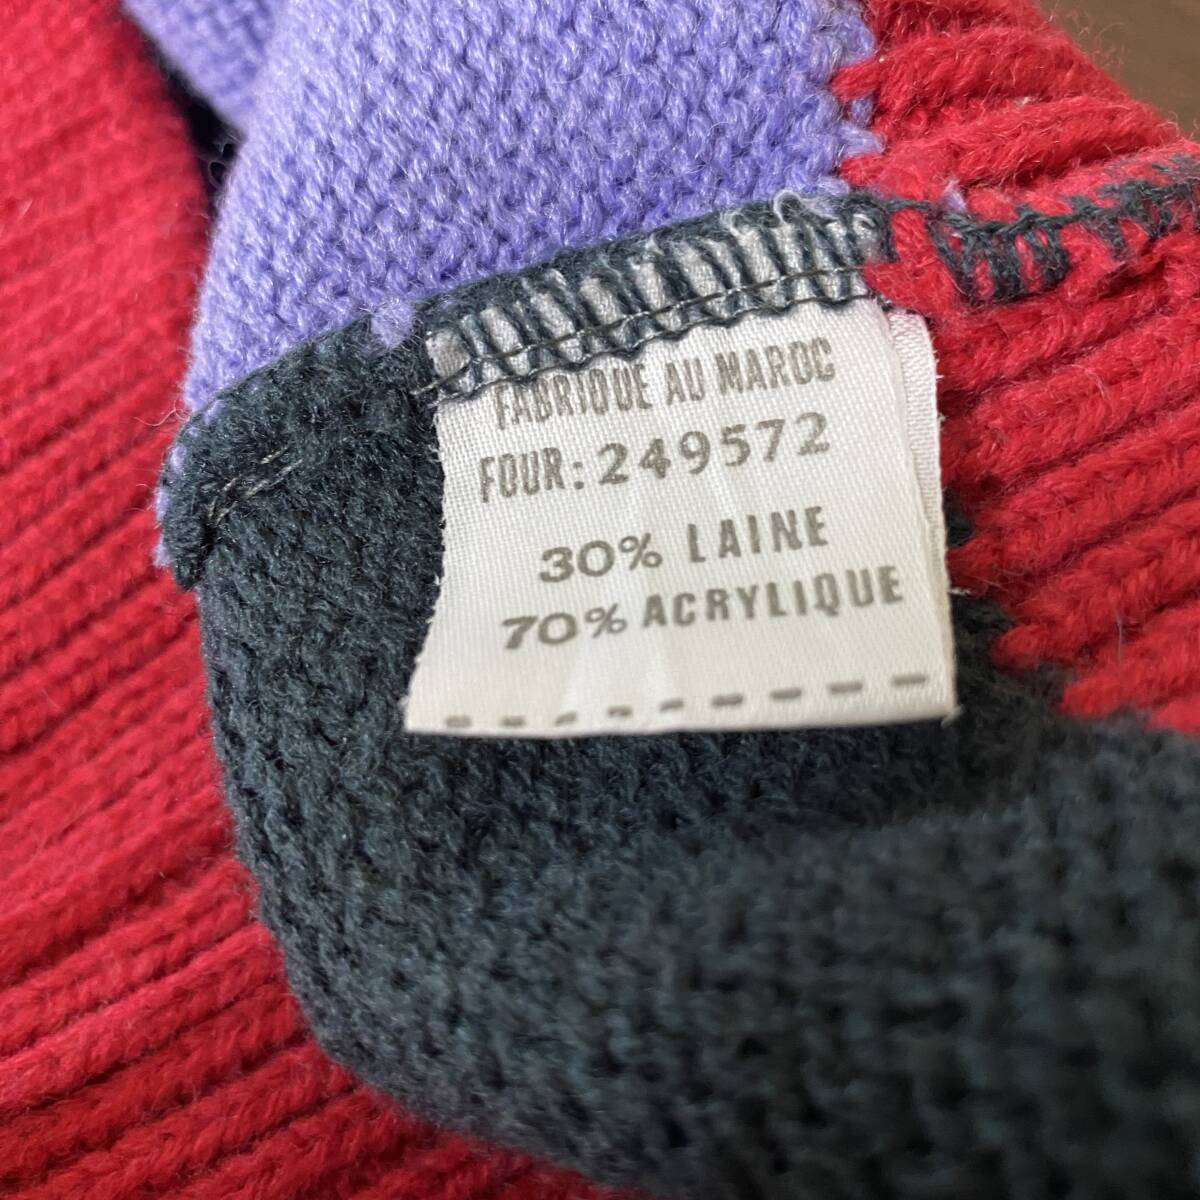 FABRIQUE AU MAROC
FOUR: 249572
30% LAINE
70% ACRYLIQUE